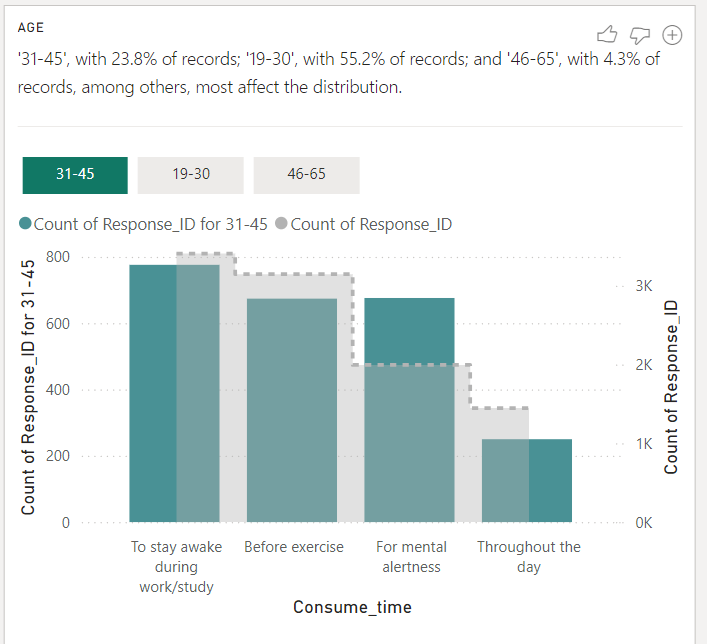 AGE
'31-45', with 23.8% of records; '19-30', with 55.2% of records; and '46-65', with 4.3% of
records, among others, most affect the distribution.
31-45
19-30
46-65
Count of Response_ID for 31-45
Count of Response_ID
Count of Response_ID for 31-45
800
600
400
200
0
3K
2K
1K
0K
Count of Response_ID
To stay awake
during
work/study
Before exercise
For mental
alertness
Throughout the
day
Consume_time